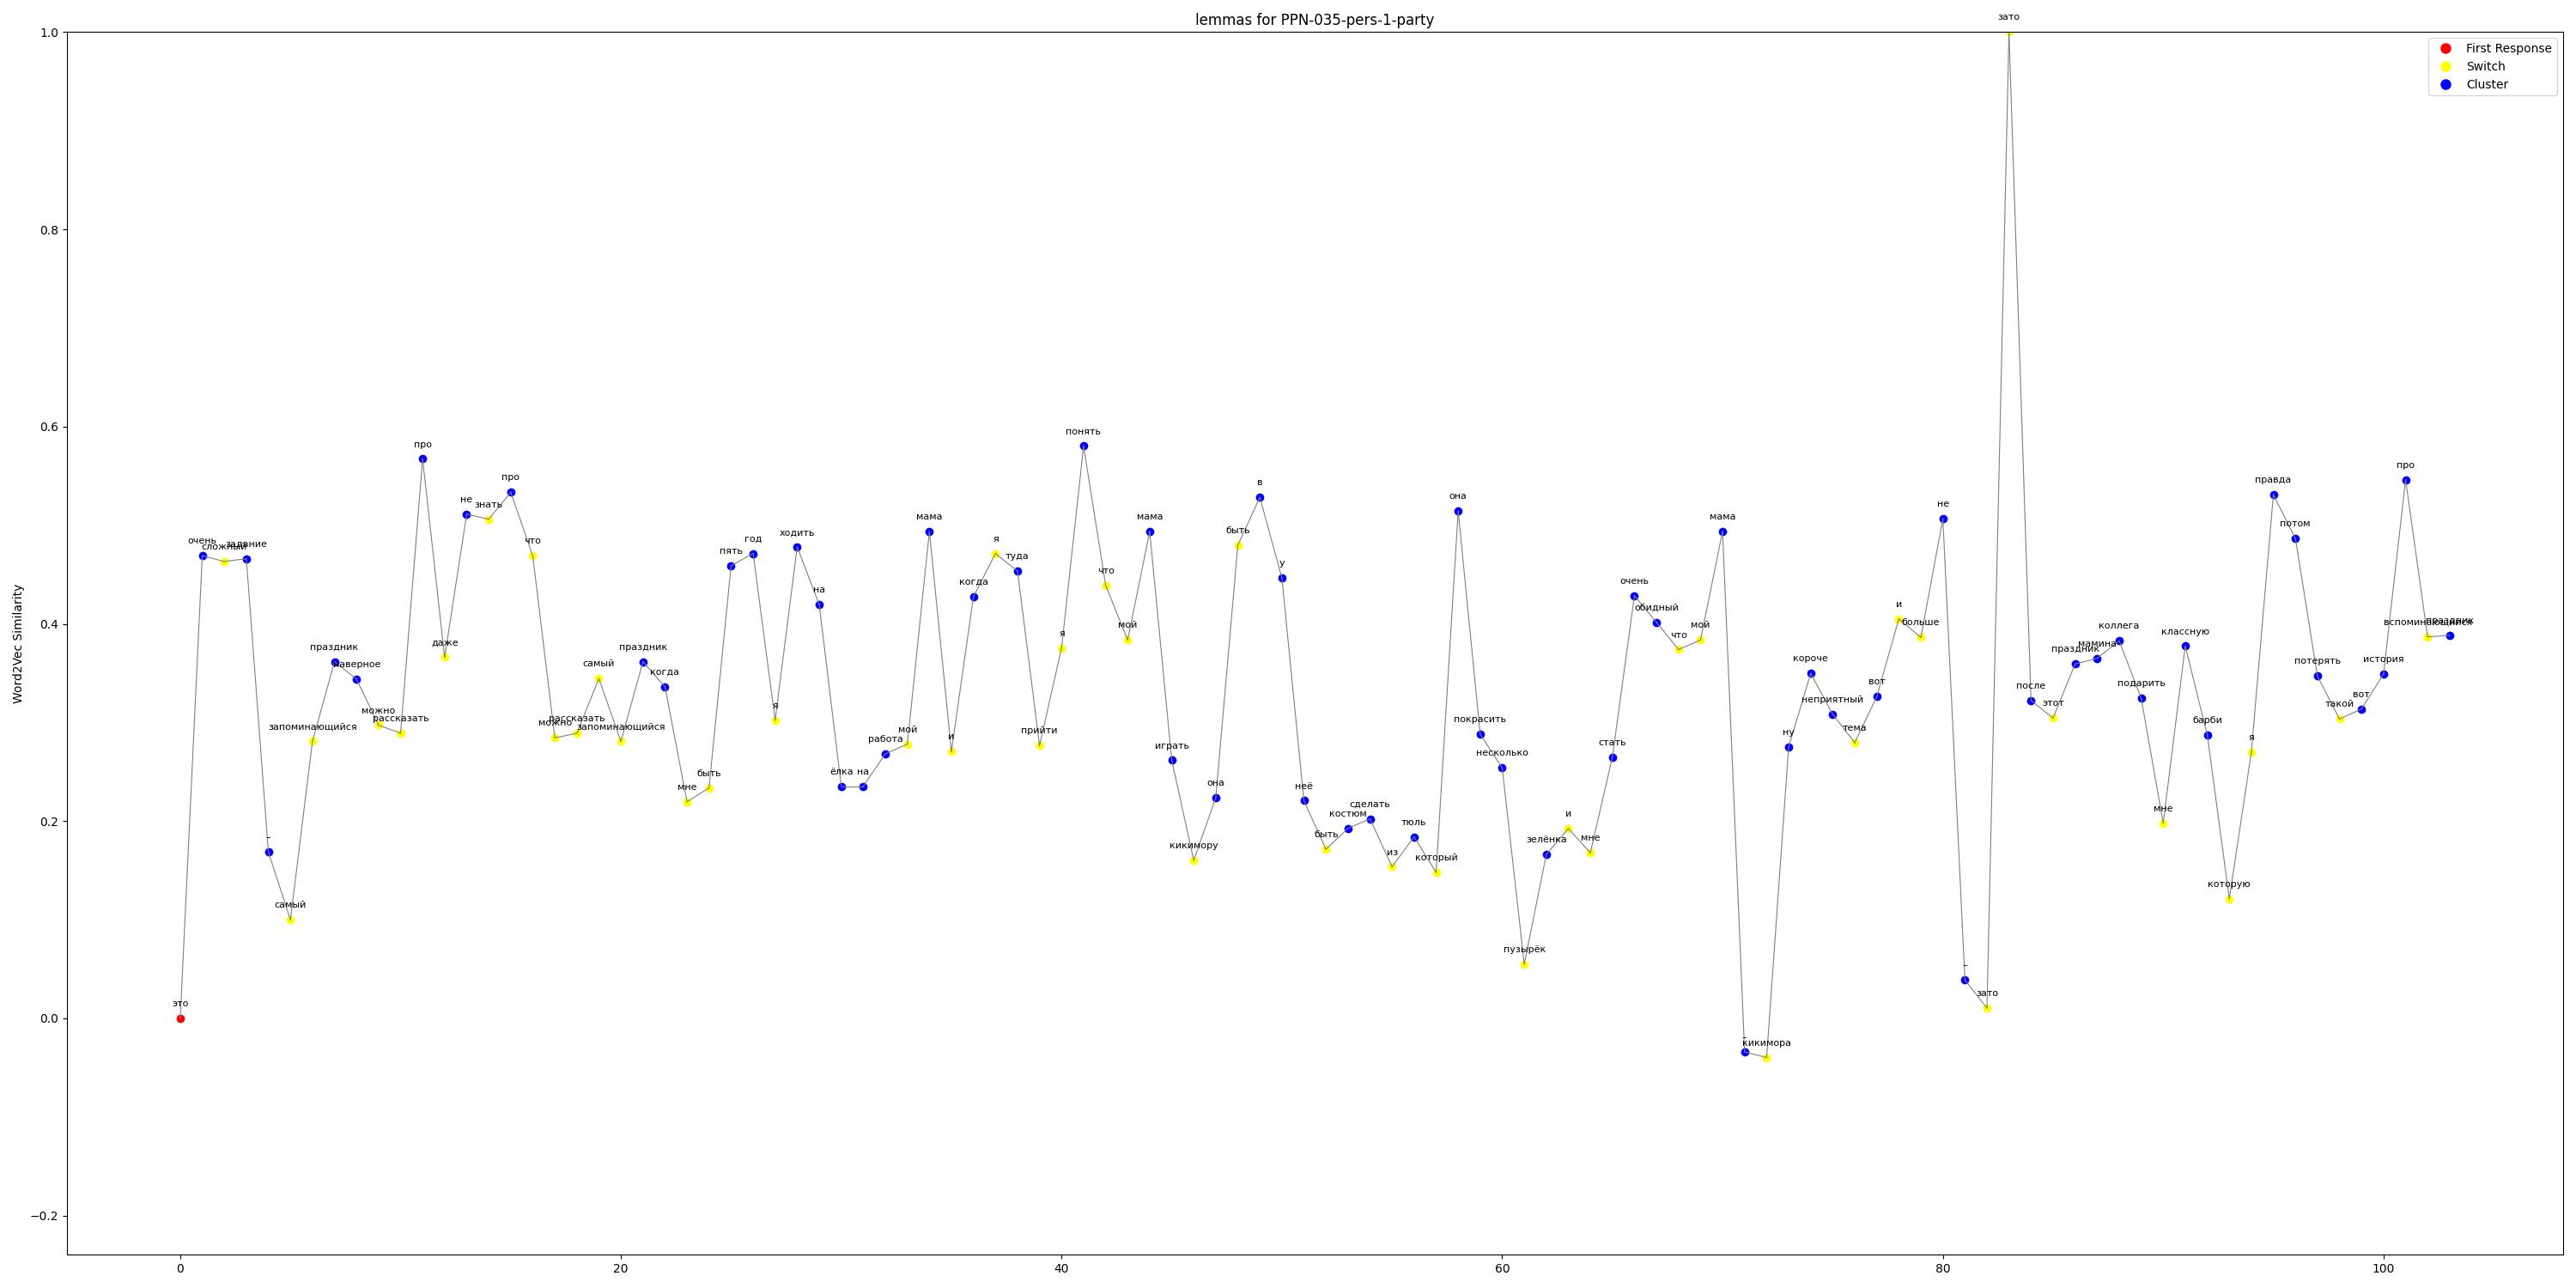 lemmas for PPN-035-pers-1-party
Word2Vec Similarity
1.0
0.8
0.6
0.4
0.2
0.0
−0.2
0
20
40
60
80
100
First Response
Switch
Cluster
это
очень
сложный
задание
–
самый
запоминающийся
праздник
наверное
можно
рассказать
про
даже
не
знать
про
что
можно
рассказать
самый
запоминающийся
праздник
когда
мне
быть
пять
год
я
ходить
на
ёлка
на
работа
мой
мама
и
когда
я
туда
прийти
я
понять
что
мой
мама
играть
кикимору
она
быть
в
у
неё
быть
костюм
сделать
из
тюль
который
она
покрасить
несколько
пузырёк
зелёнка
и
мне
стать
очень
обидный
что
мой
мама
–
кикимора
ну
короче
неприятный
тема
вот
и
больше
не
–
зато
зато
после
этот
праздник
мамина
коллега
подарить
мне
классную
барби
которую
я
правда
потом
потерять
такой
вот
история
про
вспоминающийся
праздник